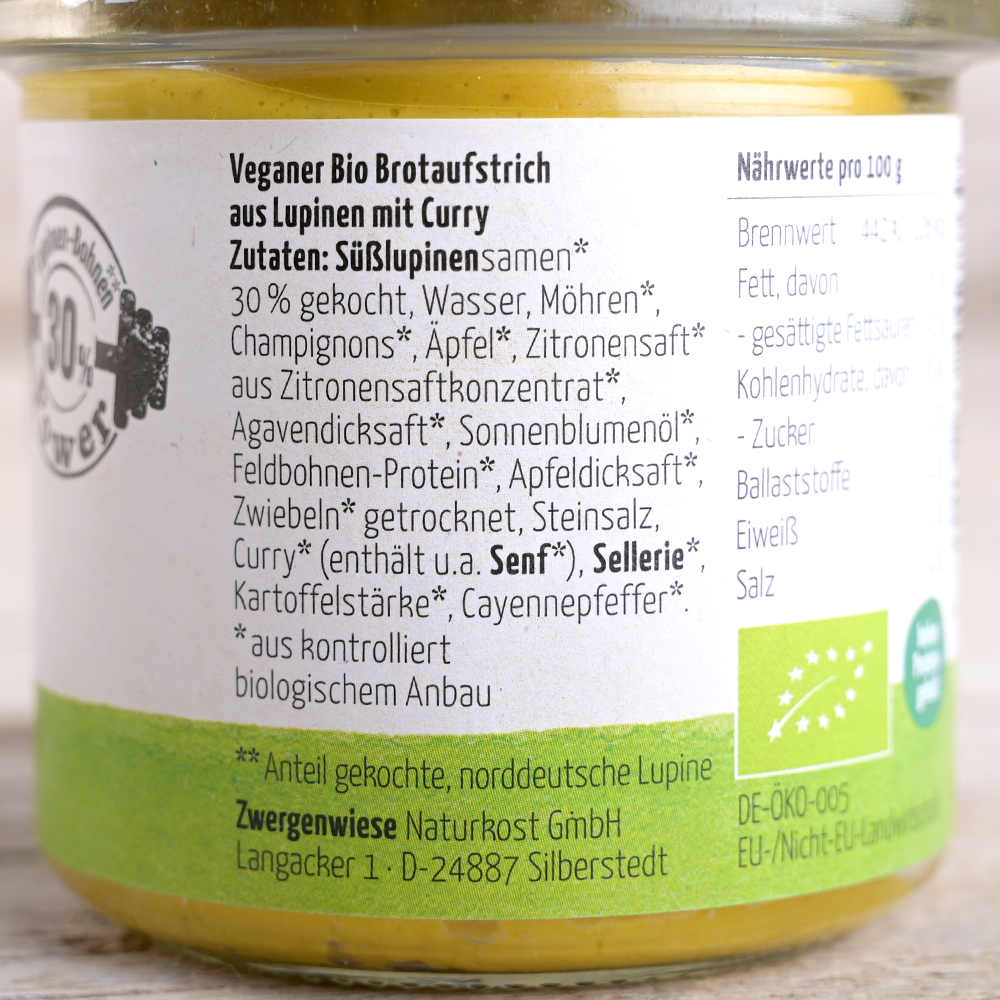 30%
Veganer Bio Brotaufstrich
aus Lupinen mit Curry
Zutaten: Süßlupinensamen*
30 % gekocht, Wasser, Möhren*,
Champignons*, Äpfel*, Zitronensaft*
aus Zitronensaftkonzentrat*,
Agavendicksaft*, Sonnenblumenöl*,
Feldbohnen-Protein*, Apfeldicksaft*,
Zwiebeln* getrocknet, Steinsalz,
Curry* (enthält u.a. Senf*), Sellerie*,
Kartoffelstärke*, Cayennepfeffer*.
*aus kontrolliert
biologischem Anbau
** Anteil gekochte, norddeutsche Lupine
Zwergenwiese Naturkost GmbH
Langacker 1 · D-24887 Silberstedt
Nährwerte pro 100 g
Brennwert
Fett, davon
- gesättigte Fettsäuren
Kohlenhydrate, davon
- Zucker
Ballaststoffe
Eiweiß
Salz
DE-ÖKO-005
EU-/Nicht-EU-